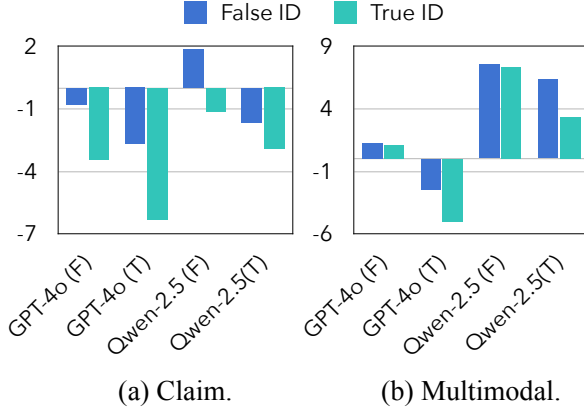 False ID True ID
2
-1
-4
-7
GPT-4o (F)
GPT-4o (T)
Qwen-2.5 (F)
Qwen-2.5(T)
(a) Claim.
9
4
-1
-6
GPT-4o (F)
GPT-4o (T)
Qwen-2.5 (F)
Qwen-2.5(T)
(b) Multimodal.